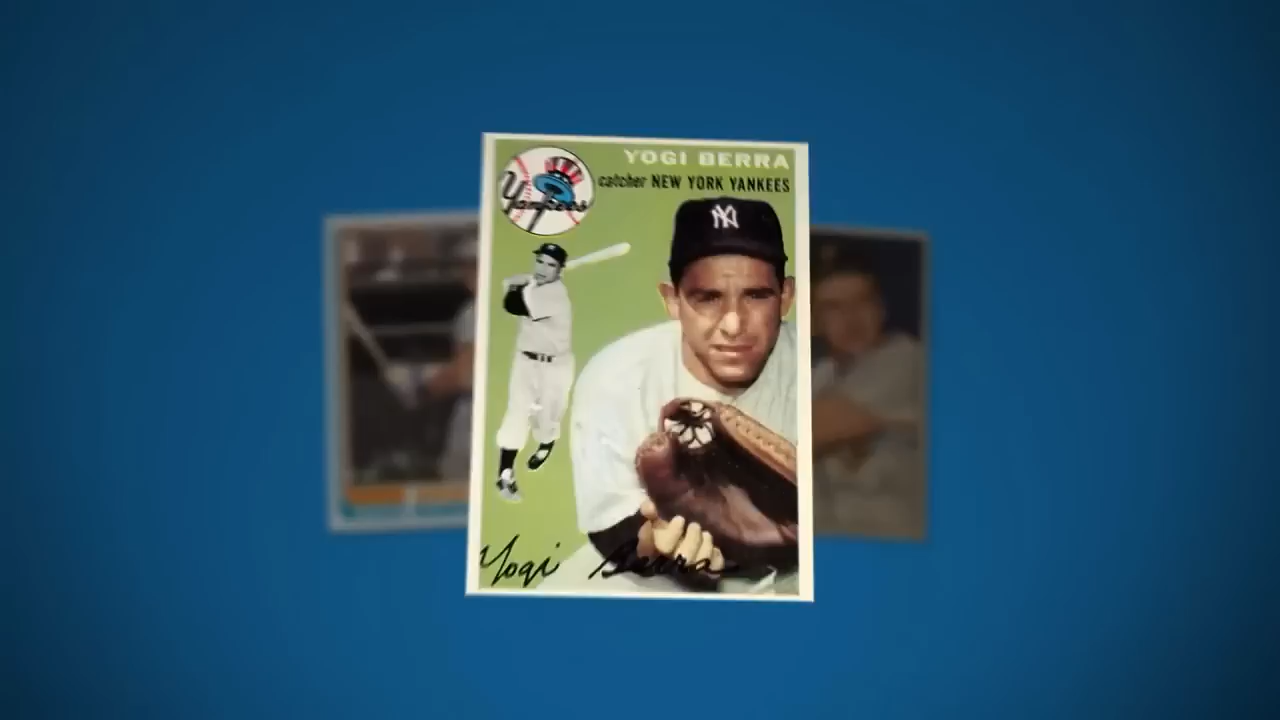 YOGI BERRA
catcher NEW YORK YANKEES
Yankees
NY
Yogi Berra